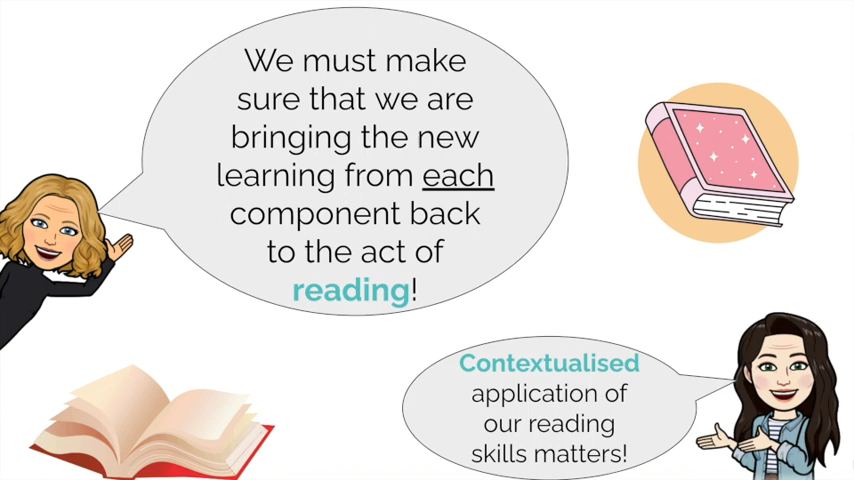 We must make
sure that we are
bringing the new
learning from each
component back
to the act of
reading!
Contextualised
application of
our reading
skills matters!